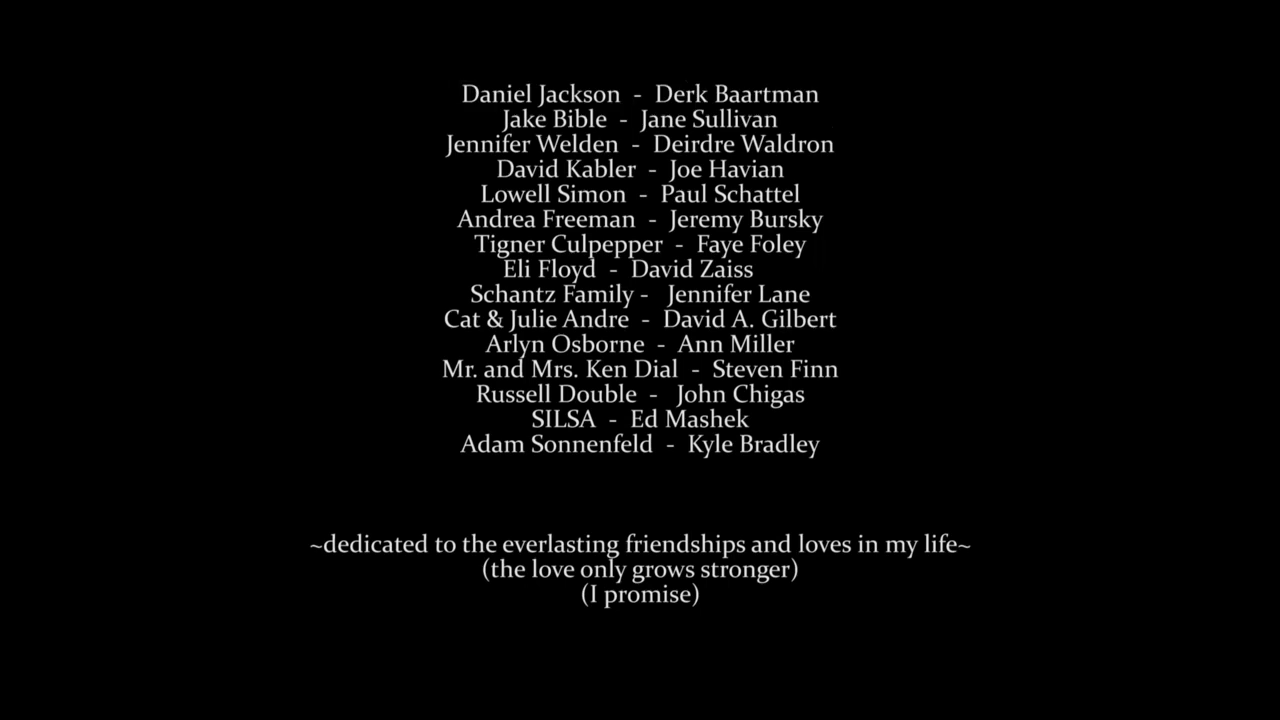 Daniel Jackson - Derk Baartman
Jake Bible - Jane Sullivan
Jennifer Welden - Deirdre Waldron
David Kabler - Joe Havian
Lowell Simon - Paul Schattel
Andrea Freeman - Jeremy Bursky
Tigner Culpepper - Faye Foley
Eli Floyd - David Zaiss
Schantz Family - Jennifer Lane
Cat & Julie Andre - David A. Gilbert
Arlyn Osborne - Ann Miller
Mr. and Mrs. Ken Dial - Steven Finn
Russell Double - John Chigas
SILSA - Ed Mashek
Adam Sonnenfeld - Kyle Bradley
~dedicated to the everlasting friendships and loves in my life~
(the love only grows stronger)
(I promise)